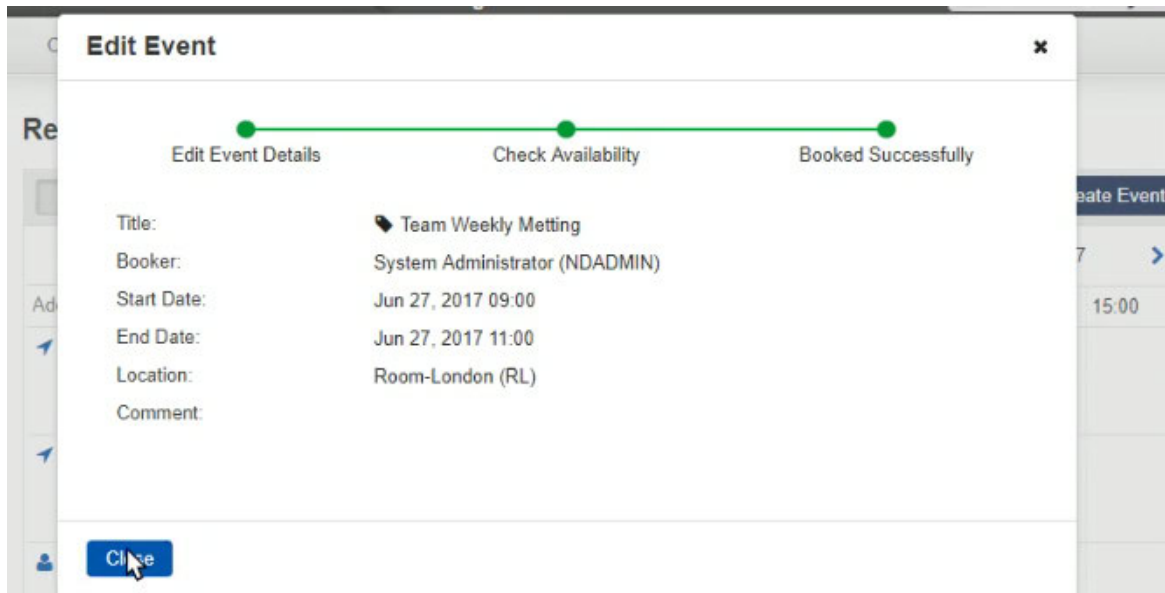 Edit Event
Edit Event Details
Check Availability
Booked Successfully
Title:
Team Weekly Metting
Booker:
System Administrator (NDADMIN)
Start Date:
Jun 27, 2017 09:00
End Date:
Jun 27, 2017 11:00
Location:
Room-London (RL)
Comment:
Event
7
15:00